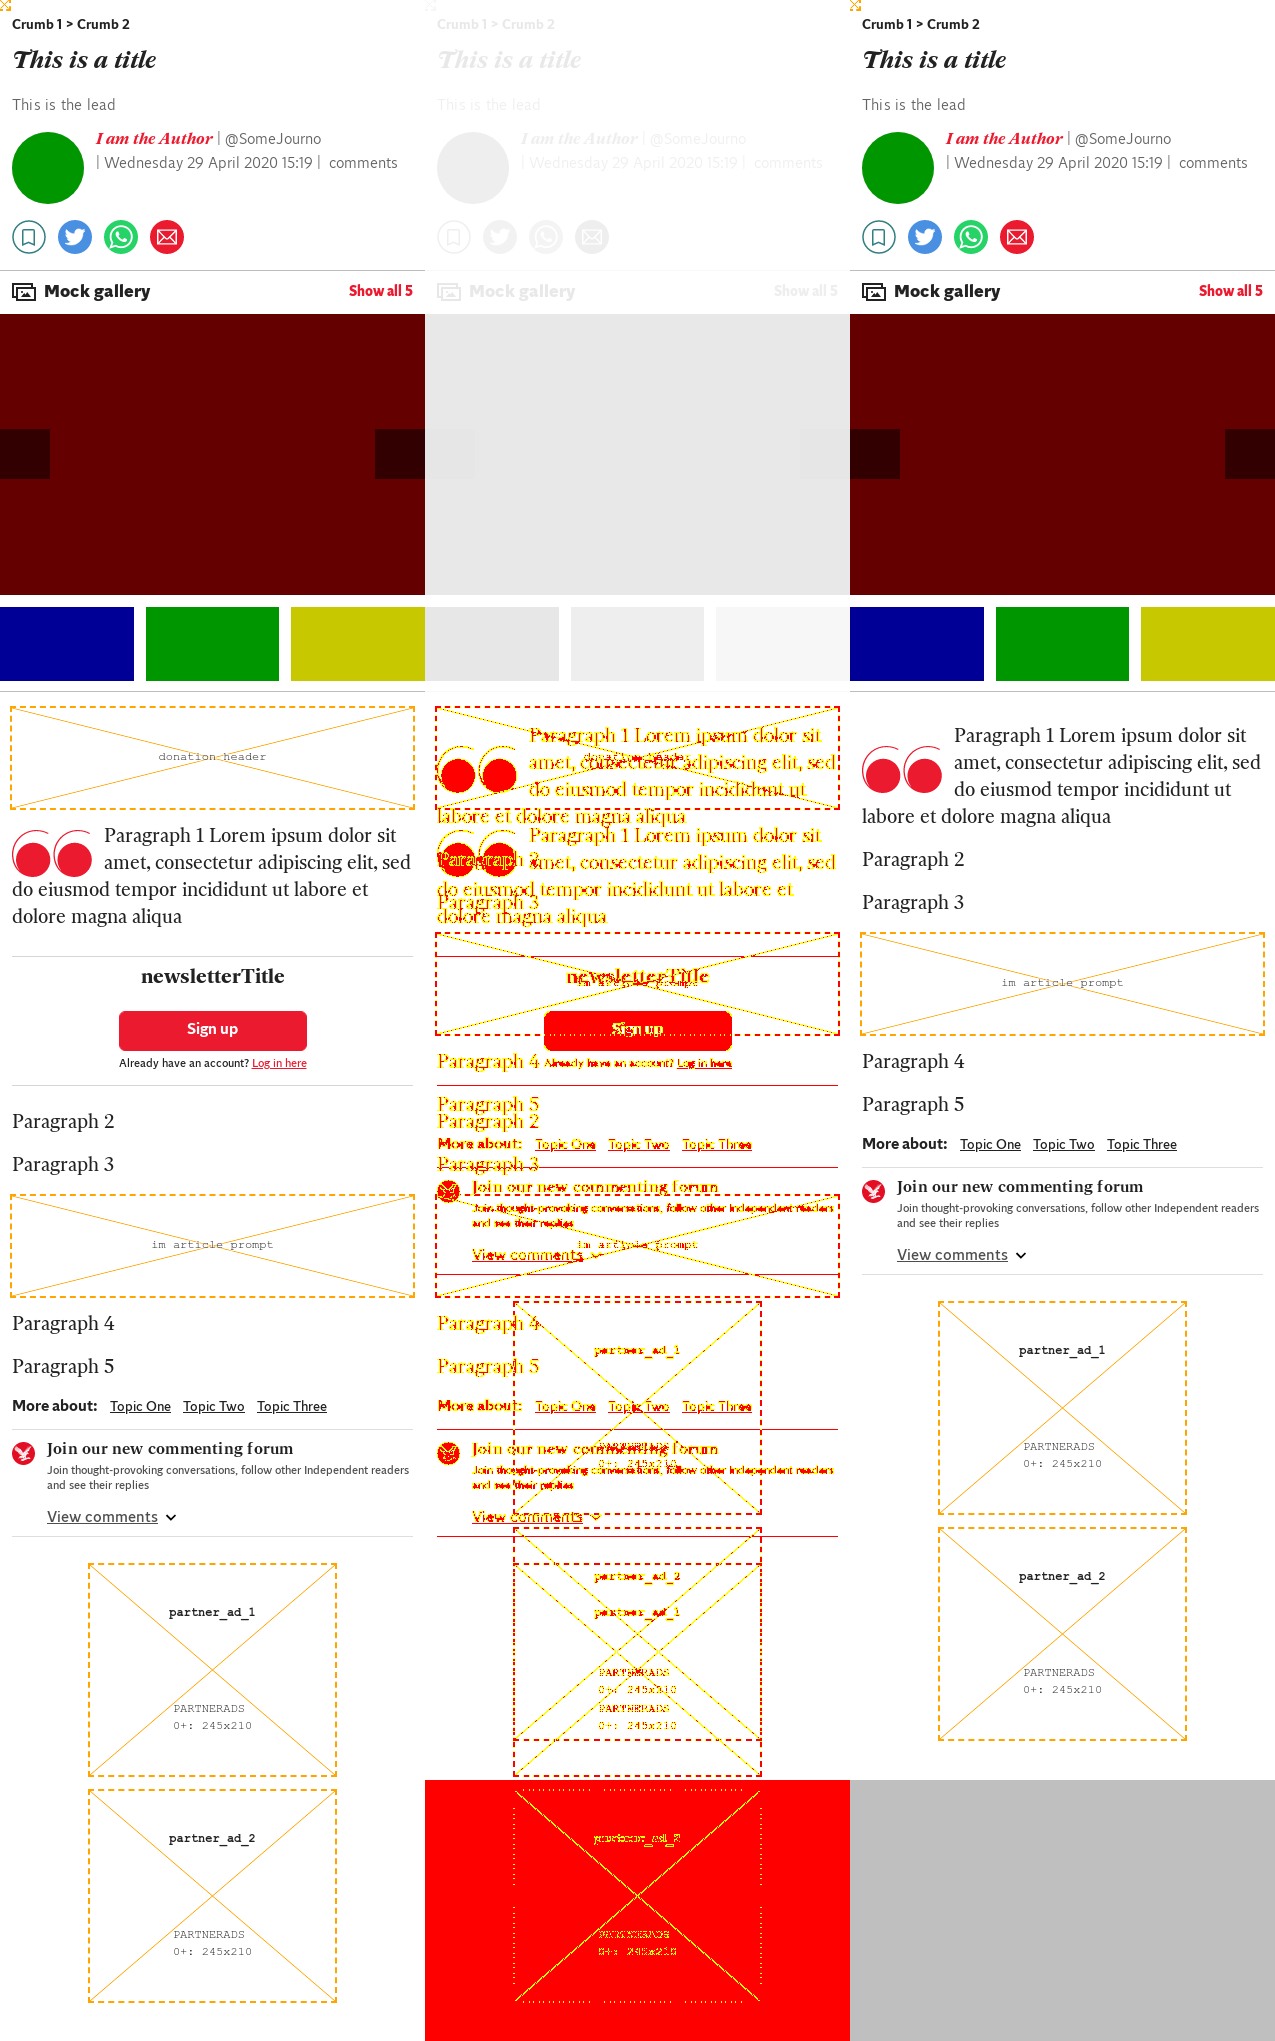 Crumb 1 > Crumb 2
This is a title
This is the lead
I am the Author | @SomeJourno
| Wednesday 29 April 2020 15:19 | comments
Mock gallery
Show all 5
donation header
Paragraph 1 Lorem ipsum dolor sit
amet, consectetur adipiscing elit, sed
do eiusmod tempor incididunt ut labore et
dolore magna aliqua
newsletterTitle
Sign up
Already have an account? Log in here
Paragraph 2
Paragraph 3
im article prompt
Paragraph 4
Paragraph 5
More about: Topic One Topic Two Topic Three
Join our new commenting forum
Join thought-provoking conversations, follow other Independent readers
and see their replies
View comments
partner_ad_1
PARTNERADS
0+: 245x210
partner_ad_2
PARTNERADS
0+: 245x210
Crumb 1 > Crumb 2
This is a title
This is the lead
I am the Author | @SomeJourno
| Wednesday 29 April 2020 15:19 | comments
Mock gallery
Show all 5
Paragraph 1 Lorem ipsum dolor sit
amet, consectetur adipiscing elit, sed
do eiusmod tempor incididunt ut
labore et dolore magna aliqua
Paragraph 1 Lorem ipsum dolor sit
Paragraph 2
amet, consectetur adipiscing elit, sed
do eiusmod tempor incididunt ut labore et
Paragraph 3
dolore magna aliqua
newsletterTitle
im article prompt
Sign up
Paragraph 4
Already have an account? Log in here
Paragraph 5
Paragraph 2
More about: Topic One Topic Two Topic Three
Paragraph 3
Join our new commenting forum
Join thought-provoking conversations, follow other Independent readers
and see their replies
im article prompt
View comments
Paragraph 4
partner_ad_1
Paragraph 5
More about: Topic One Topic Two Topic Three
Join our new commenting forum
0+: 245x210
Join thought-provoking conversations, follow other Independent readers
and see their replies
View comments
partner_ad_2
partner_ad_1
PARTNERADS
0+: 245x210
PARTNERADS
0+: 245x210
partner_ad_2
PARTNERADS
0+: 245x210
Crumb 1 > Crumb 2
This is a title
This is the lead
I am the Author | @SomeJourno
| Wednesday 29 April 2020 15:19 | comments
Mock gallery
Show all 5
Paragraph 1 Lorem ipsum dolor sit
amet, consectetur adipiscing elit, sed
do eiusmod tempor incididunt ut
labore et dolore magna aliqua
Paragraph 2
Paragraph 3
im article prompt
Paragraph 4
Paragraph 5
More about: Topic One Topic Two Topic Three
Join our new commenting forum
Join thought-provoking conversations, follow other Independent readers
and see their replies
View comments
partner_ad_1
PARTNERADS
0+: 245x210
partner_ad_2
PARTNERADS
0+: 245x210